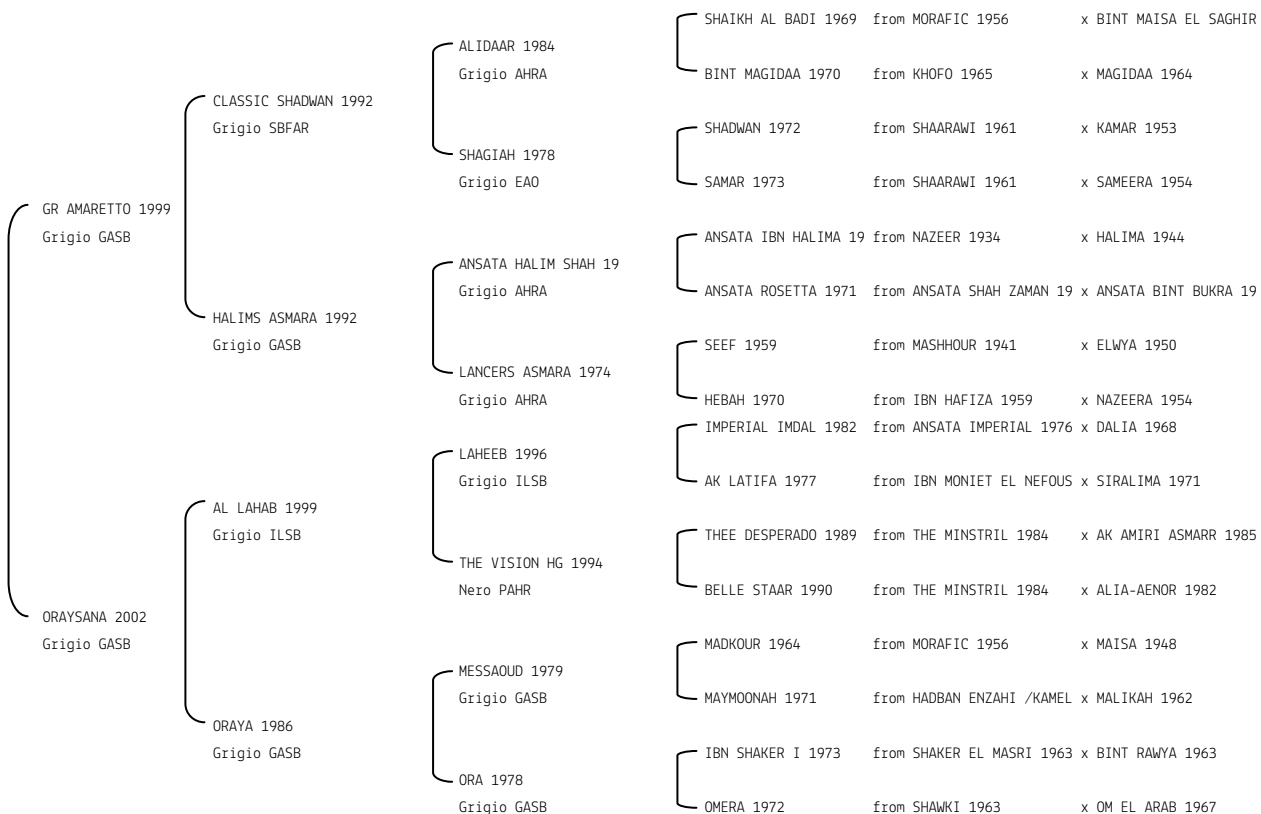 SHAIKH AL BADI 1969 from MORAFIC 1956 x BINT MAISA EL SAGHIR
ALIDAAR 1984
Grigio AHRA BINT MAGIDAA 1970 from KHOFO 1965 x MAGIDAA 1964
CLASSIC SHADWAN 1992
Grigio SBFAR SHADWAN 1972 from SHAARAWI 1961 x KAMAR 1953
SHAGIAH 1978
Grigio EAO SAMAR 1973 from SHAARAWI 1961 x SAMEERA 1954
GR AMARETTO 1999
Grigio GASB ANSATA IBN HALIMA 19 from NAZEER 1934 x HALIMA 1944
ANSATA HALIM SHAH 19
Grigio AHRA ANSATA ROSETTA 1971 from ANSATA SHAH ZAMAN 19 x ANSATA BINT BUKRA 19
HALIMS ASMARA 1992
Grigio GASB SEEF 1959 from MASHHOUR 1941 x ELWYA 1950
LANCERS ASMARA 1974
Grigio AHRA HEBAH 1970 from IBN HAFIZA 1959 x NAZEERA 1954
IMPERIAL IMDAL 1982 from ANSATA IMPERIAL 1976 x DALIA 1968
LAHEEB 1996
Grigio ILSB AK LATIFA 1977 from IBN MONIET EL NEFOUS x SIRALIMA 1971
AL LAHAB 1999
Grigio ILSB THEE DESPERADO 1989 from THE MINSTRIL 1984 x AK AMIRI ASMARR 1985
THE VISION HG 1994
Nero PAHR BELLE STAAR 1990 from THE MINSTRIL 1984 x ALIA-AENOR 1982
ORAYSANA 2002
Grigio GASB MADKOUR 1964 from MORAFIC 1956 x MAISA 1948
MESSAOUD 1979
Grigio GASB MAYMOONAH 1971 from HADBAN ENZAHI /KAMEL x MALIKAH 1962
ORAYA 1986
Grigio GASB IBN SHAKER I 1973 from SHAKER EL MASRI 1963 x BINT RAWYA 1963
ORA 1978
Grigio GASB OMERA 1972 from SHAWKI 1963 x OM EL ARAB 1967